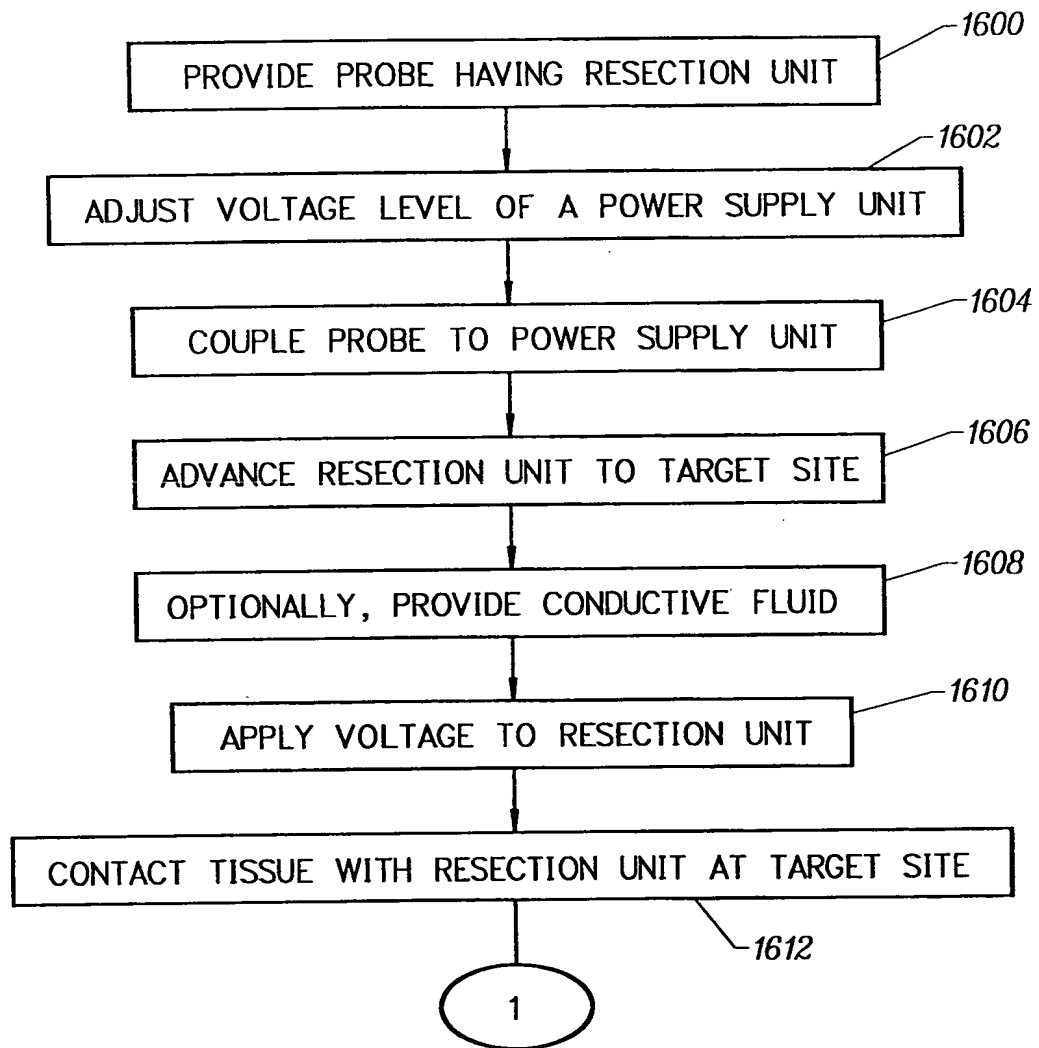 1600
PROVIDE PROBE HAVING RESECTION UNIT
1602
ADJUST VOLTAGE LEVEL OF A POWER SUPPLY UNIT
1604
COUPLE PROBE TO POWER SUPPLY UNIT
1606
ADVANCE RESECTION UNIT TO TARGET SITE
1608
OPTIONALLY, PROVIDE CONDUCTIVE FLUID
1610
APPLY VOLTAGE TO RESECTION UNIT
CONTACT TISSUE WITH RESECTION UNIT AT TARGET SITE
1612
1